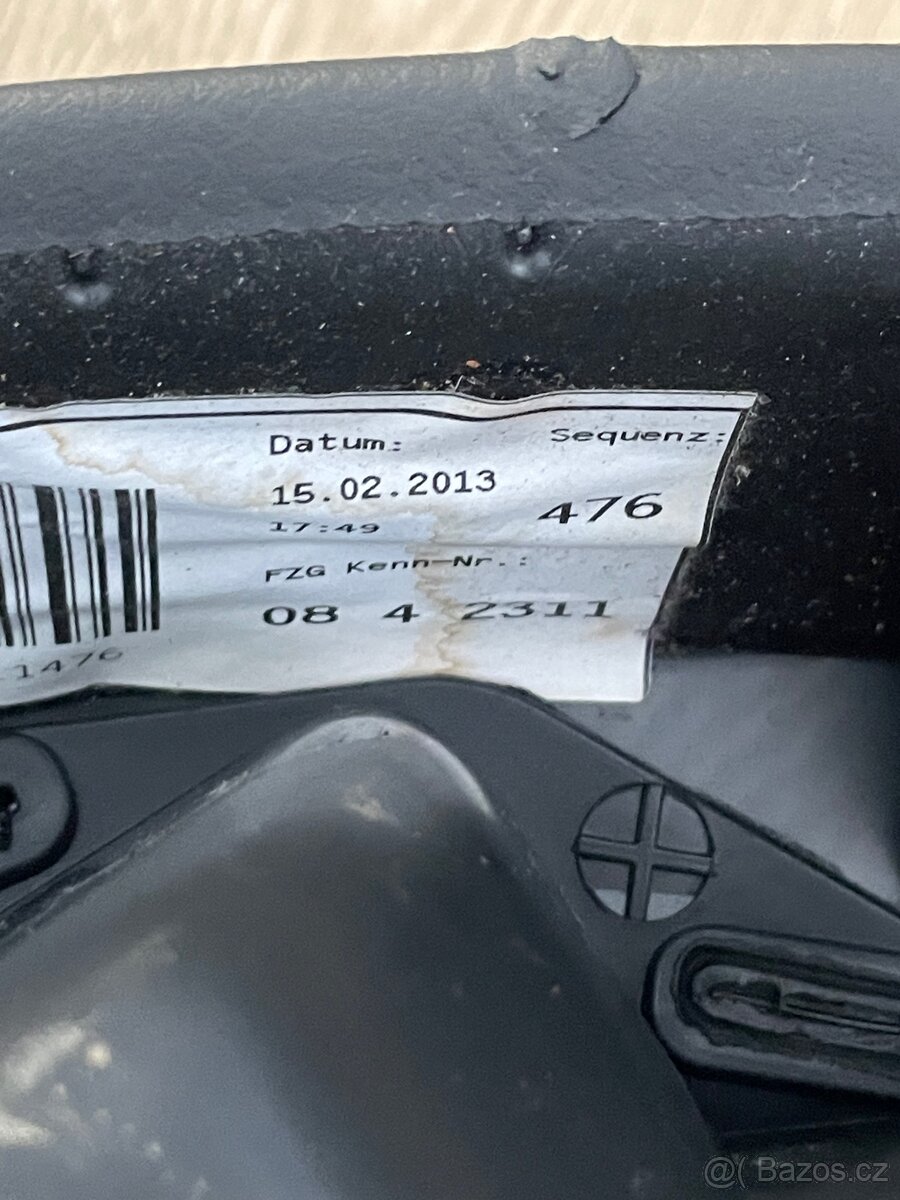 Datum:
Sequenz:
15.02.2013
476
17:49
FZG Kenn-Nr.:
08 4 2311
1476
@( Bazos.cz